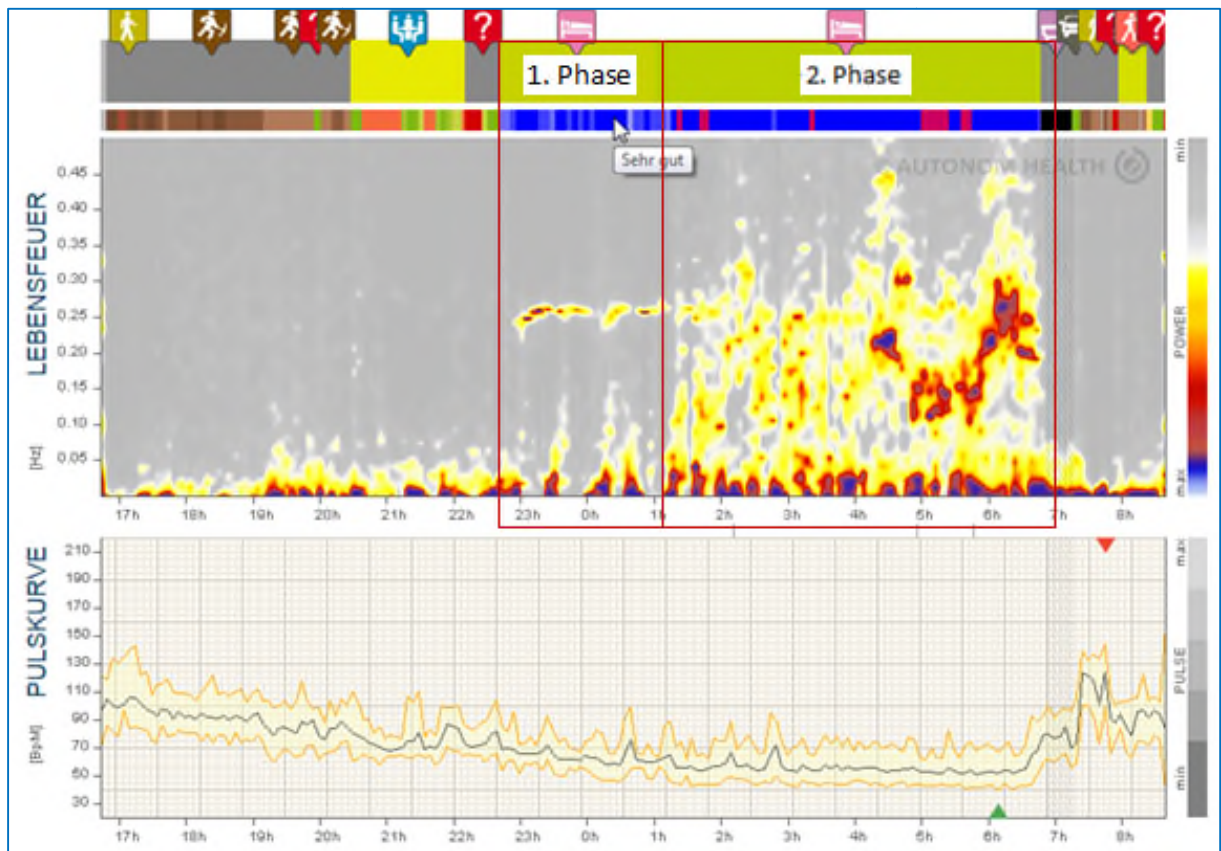 ?
?
?
?
1. Phase
2. Phase
Sehr gut
AUTONOM HEALTH
LEBENSFEUER
[Hz]
0.45
0.40
0.35
0.30
0.25
0.20
0.15
0.10
0.05
17h 18h 19h 20h 21h 22h 23h 0h 1h 2h 3h 4h 5h 6h 7h 8h
min
POWER
max
PULSKURVE
[BpM]
210
190
170
150
130
110
90
70
50
30
17h 18h 19h 20h 21h 22h 23h 0h 1h 2h 3h 4h 5h 6h 7h 8h
max
PULSE
min